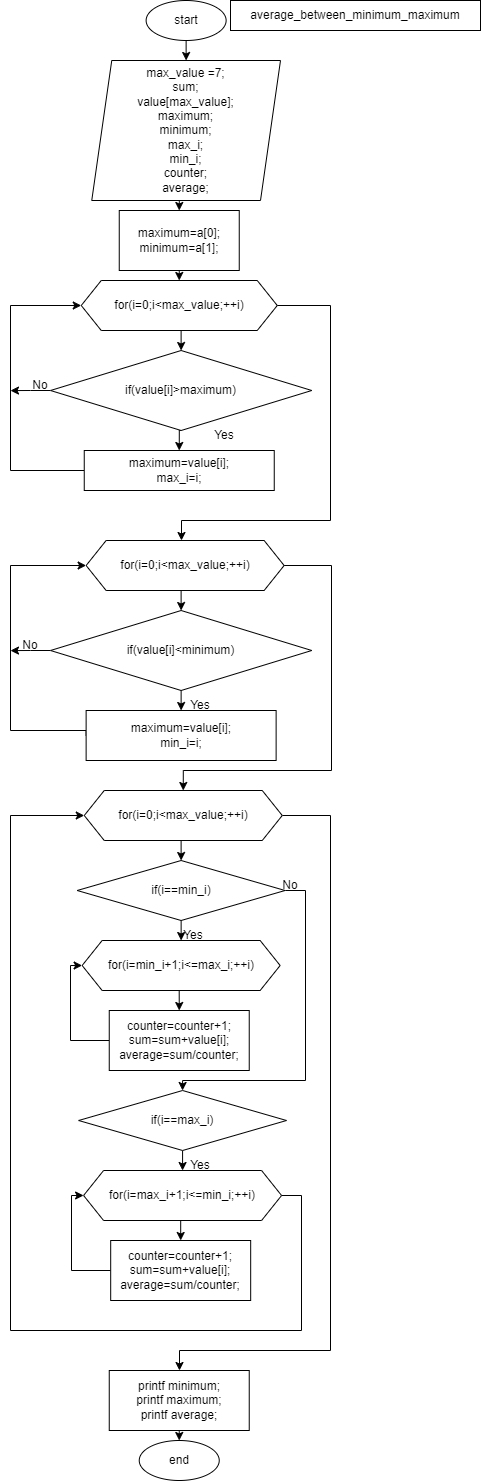 start
average_between_minimum_maximum
max_value =7;
sum;
value[max_value];
maximum;
minimum;
max_i;
min_i;
counter;
average;
maximum=a[0];
minimum=a[1];
for(i=0;i<max_value;++i)
No
if(value[i]>maximum)
Yes
maximum=value[i];
max_i=i;
for(i=0;i<max_value;++i)
No
if(value[i]<minimum)
Yes
maximum=value[i];
min_i=i;
for(i=0;i<max_value;++i)
if(i==min_i)
No
Yes
for(i=min_i+1;i<=max_i;++i)
counter=counter+1;
sum=sum+value[i];
average=sum/counter;
if(i==max_i)
Yes
for(i=max_i+1;i<=min_i;++i)
counter=counter+1;
sum=sum+value[i];
average=sum/counter;
printf minimum;
printf maximum;
printf average;
end